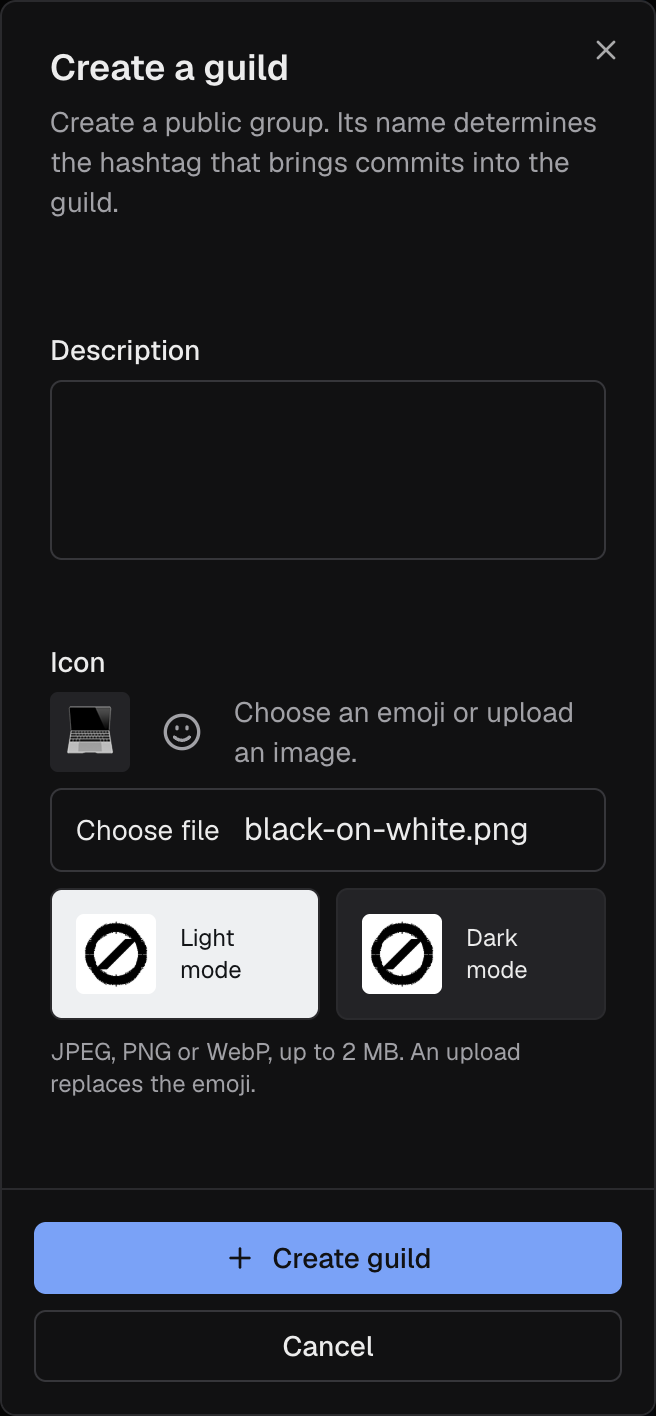 Create a guild
Create a public group. Its name determines
the hashtag that brings commits into the
guild.
Description
Icon
Choose an emoji or upload
an image.
Choose file black-on-white.png
Light
mode
Dark
mode
JPEG, PNG or WebP, up to 2 MB. An upload
replaces the emoji.
Create guild
Cancel